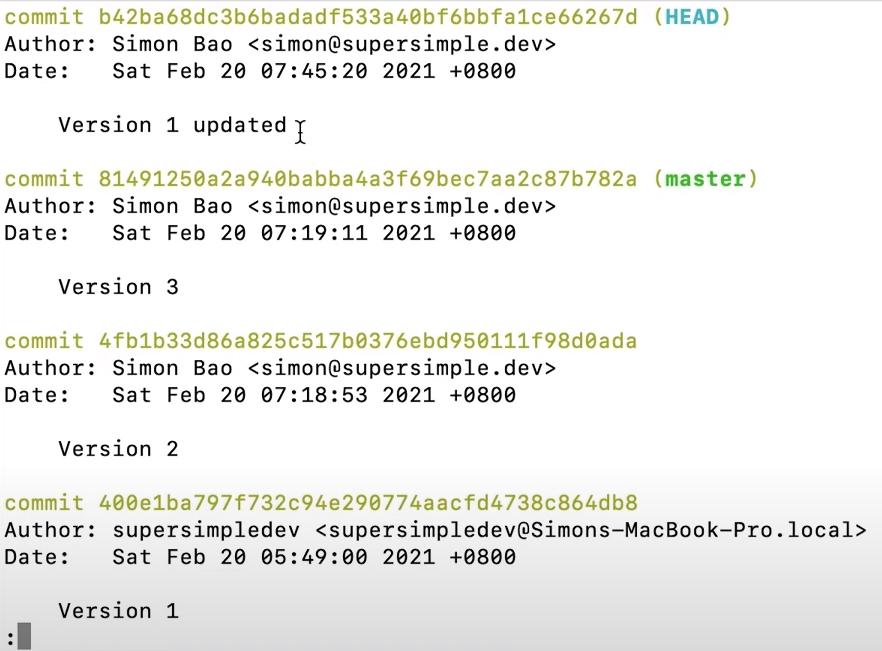 commit b42ba68dc3b6badadf533a40bf6bbfa1ce66267d (HEAD)
Author: Simon Bao <simon@supersimple.dev>
Date:   Sat Feb 20 07:45:20 2021 +0800
Version 1 updated
commit 81491250a2a940babba4a3f69bec7aa2c87b782a (master)
Author: Simon Bao <simon@supersimple.dev>
Date:   Sat Feb 20 07:19:11 2021 +0800
Version 3
commit 4fb1b33d86a825c517b0376ebd950111f98d0ada
Author: Simon Bao <simon@supersimple.dev>
Date:   Sat Feb 20 07:18:53 2021 +0800
Version 2
commit 400e1ba797f732c94e290774aacfd4738c864db8
Author: supersimpledev <supersimpledev@Simons-MacBook-Pro.local>
Date:   Sat Feb 20 05:49:00 2021 +0800
Version 1
: